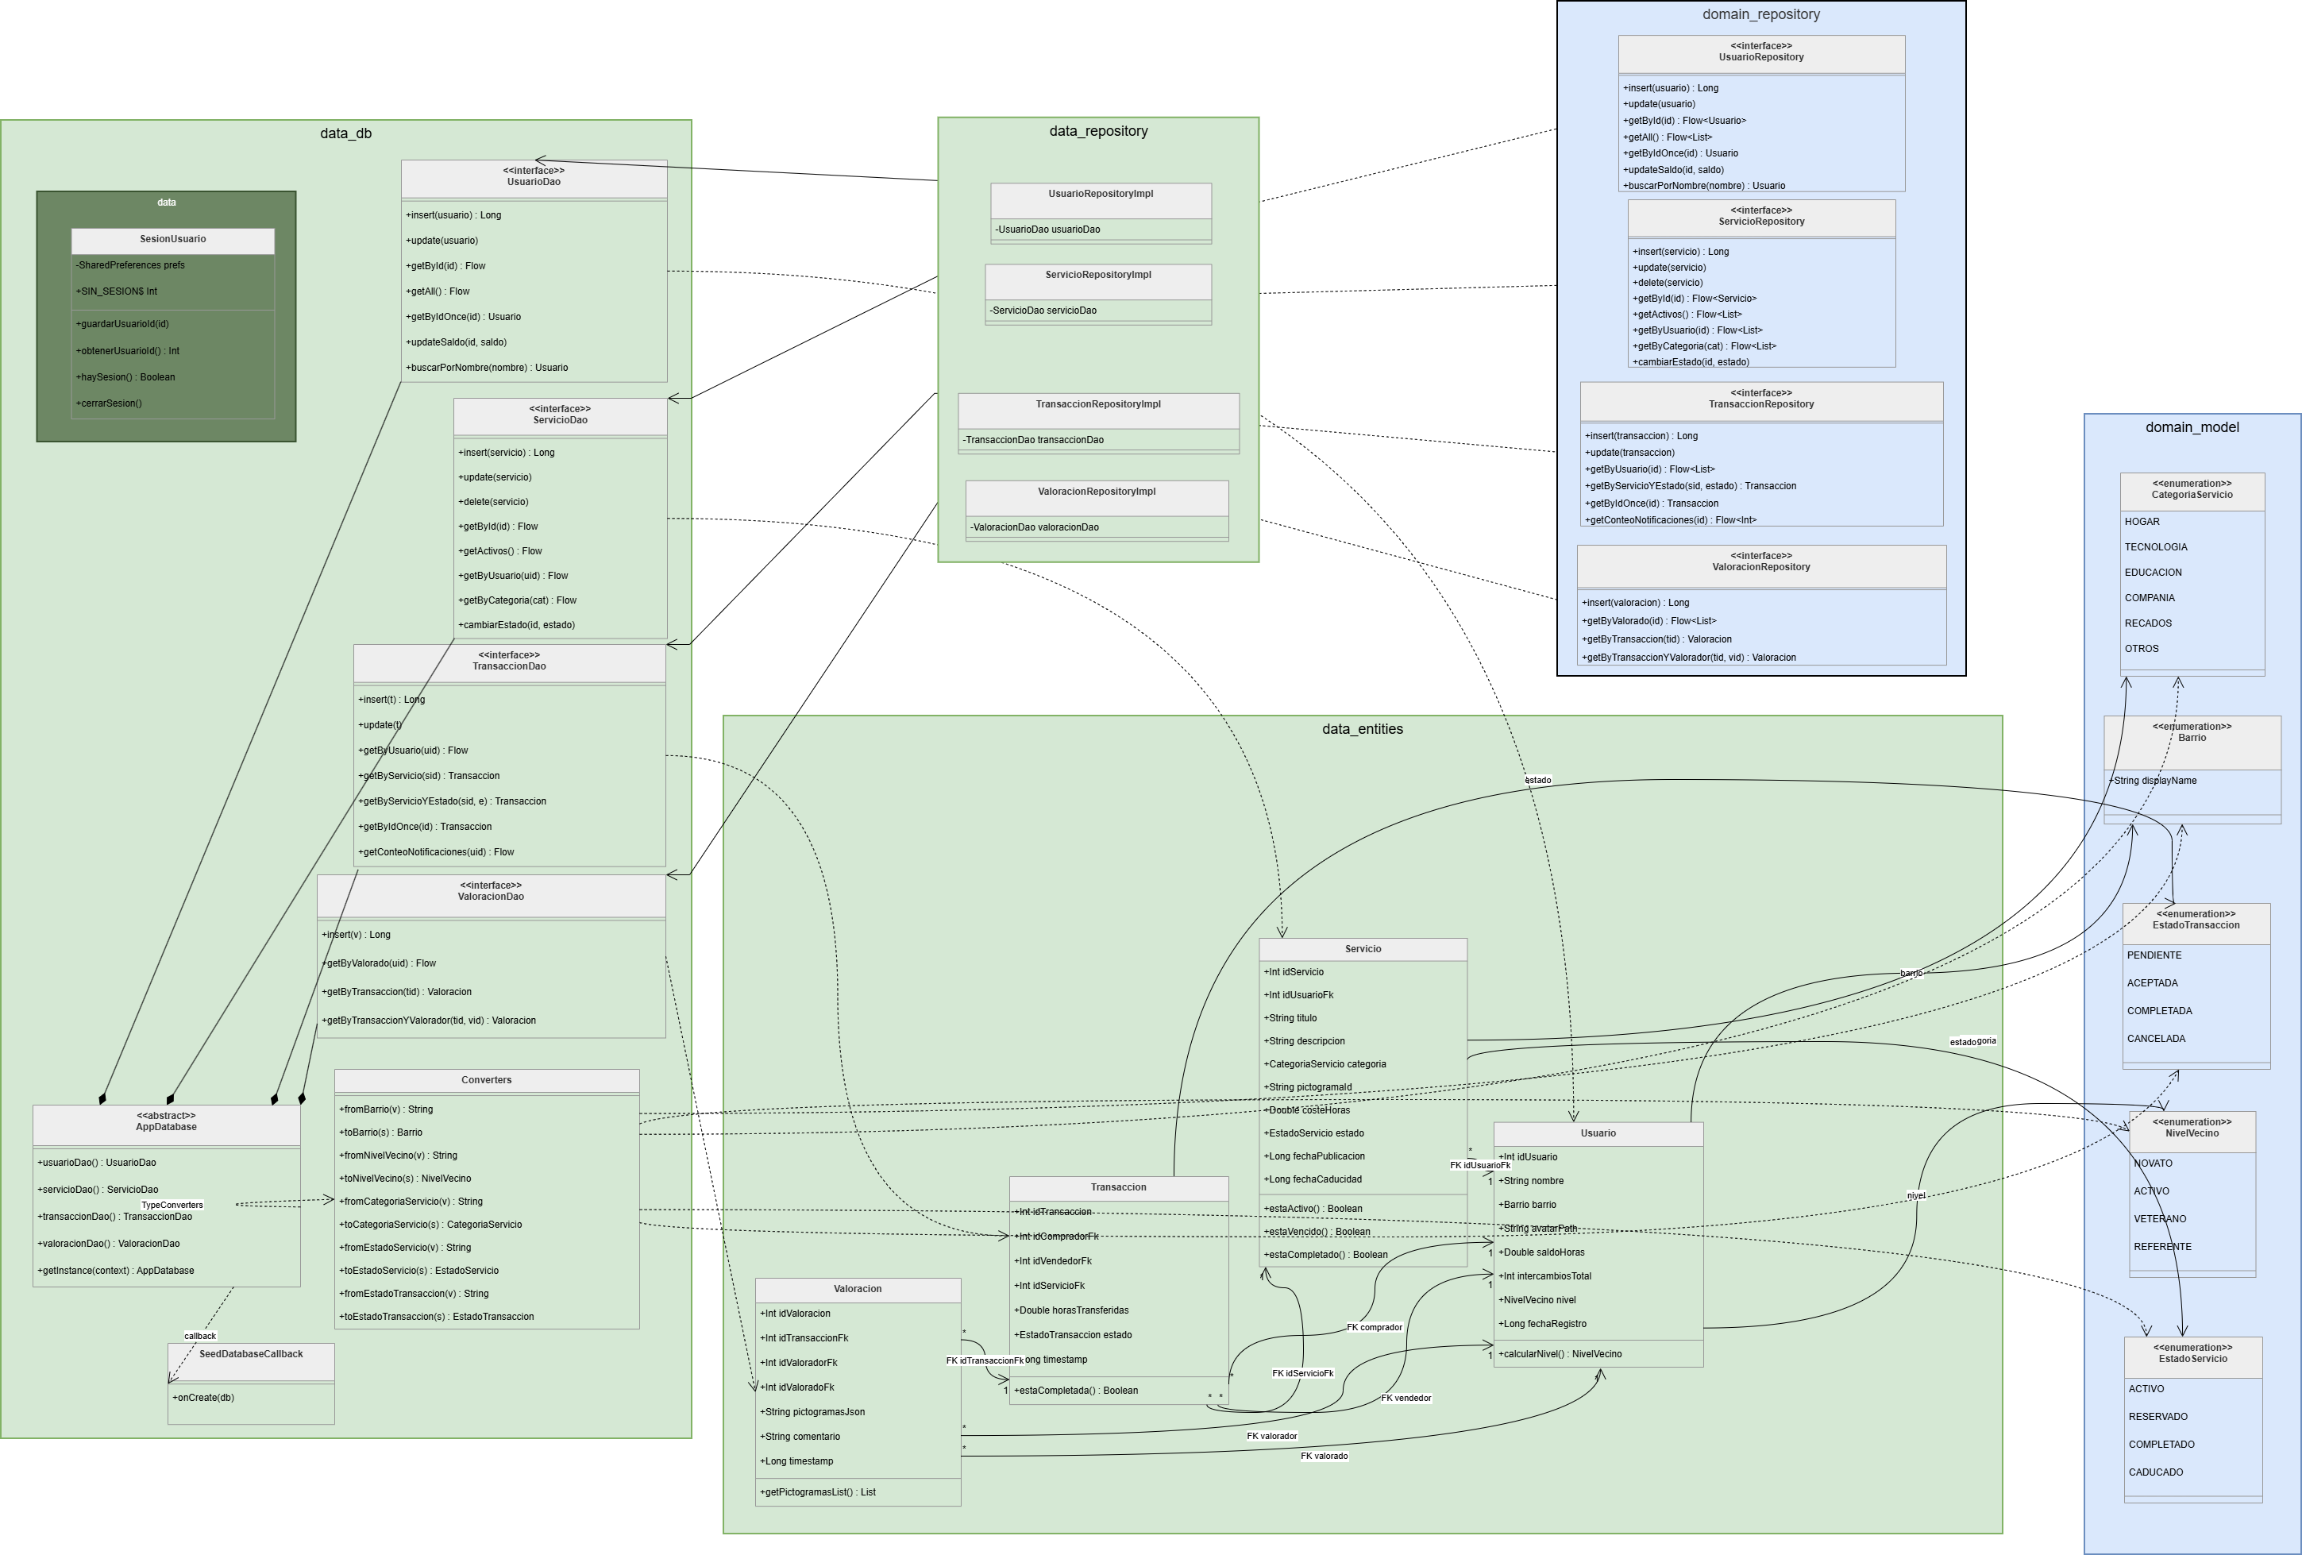 data_db
data
SesionUsuario
-SharedPreferences prefs
+SIN_SESION$ Int
+guardarUsuarioId(id)
+obtenerUsuarioId() : Int
+haySesion() : Boolean
+cerrarSesion()
<<interface>>
UsuarioDao
+insert(usuario) : Long
+update(usuario)
+getById(id) : Flow
+getAll() : Flow
+getByIdOnce(id) : Usuario
+updateSaldo(id, saldo)
+buscarPorNombre(nombre) : Usuario
<<interface>>
ServicioDao
+insert(servicio) : Long
+update(servicio)
+delete(servicio)
+getById(id) : Flow
+getActivos() : Flow
+getByUsuario(uid) : Flow
+getByCategoria(cat) : Flow
+cambiarEstado(id, estado)
<<interface>>
TransaccionDao
+insert(t) : Long
+update(t)
+getByUsuario(uid) : Flow
+getByServicio(sid) : Transaccion
+getByServicioYEstado(sid, e) : Transaccion
+getByIdOnce(id) : Transaccion
+getConteoNotificaciones(uid) : Flow
<<interface>>
ValoracionDao
+insert(v) : Long
+getByValorado(uid) : Flow
+getByTransaccion(tid) : Valoracion
+getByTransaccionYValorador(tid, vid) : Valoracion
<<abstract>>
AppDatabase
+usuarioDao() : UsuarioDao
+servicioDao() : ServicioDao
+transaccionDao() : TransaccionDao
+valoracionDao() : ValoracionDao
+getInstance(context) : AppDatabase
TypeConverters
callback
Converters
+fromBarrio(v) : String
+toBarrio(s) : Barrio
+fromNivelVecino(v) : String
+toNivelVecino(s) : NivelVecino
+fromCategoriaServicio(v) : String
+toCategoriaServicio(s) : CategoriaServicio
+fromEstadoServicio(v) : String
+toEstadoServicio(s) : EstadoServicio
+fromEstadoTransaccion(v) : String
+toEstadoTransaccion(s) : EstadoTransaccion
SeedDatabaseCallback
+onCreate(db)
data_repository
UsuarioRepositoryImpl
-UsuarioDao usuarioDao
ServicioRepositoryImpl
-ServicioDao servicioDao
TransaccionRepositoryImpl
-TransaccionDao transaccionDao
ValoracionRepositoryImpl
-ValoracionDao valoracionDao
domain_repository
<<interface>>
UsuarioRepository
+insert(usuario) : Long
+update(usuario)
+getById(id) : Flow<Usuario>
+getAll() : Flow<List>
+getByIdOnce(id) : Usuario
+updateSaldo(id, saldo)
+buscarPorNombre(nombre) : Usuario
<<interface>>
ServicioRepository
+insert(servicio) : Long
+update(servicio)
+delete(servicio)
+getById(id) : Flow<Servicio>
+getActivos() : Flow<List>
+getByUsuario(id) : Flow<List>
+getByCategoria(cat) : Flow<List>
+cambiarEstado(id, estado)
<<interface>>
TransaccionRepository
+insert(transaccion) : Long
+update(transaccion)
+getByUsuario(id) : Flow<List>
+getByServicioYEstado(sid, estado) : Transaccion
+getByIdOnce(id) : Transaccion
+getConteoNotificaciones(id) : Flow<Int>
<<interface>>
ValoracionRepository
+insert(valoracion) : Long
+getByValorado(id) : Flow<List>
+getByTransaccion(tid) : Valoracion
+getByTransaccionYValorador(tid, vid) : Valoracion
data_entities
estado
barrio
estado
goria
nivel
Servicio
+Int idServicio
+Int idUsuarioFk
+String titulo
+String descripcion
+CategoriaServicio categoria
+String pictogramaId
+Double costeHoras
+EstadoServicio estado
+Long fechaPublicacion
+Long fechaCaducidad
+estaActivo() : Boolean
+estaVencido() : Boolean
+estaCompletado() : Boolean
*
FK idUsuarioFk
1
Usuario
+Int idUsuario
+String nombre
+Barrio barrio
+String avatarPath
+Double saldoHoras
+Int intercambiosTotal
+NivelVecino nivel
+Long fechaRegistro
+calcularNivel() : NivelVecino
Transaccion
+Int idTransaccion
+Int idCompradorFk
+Int idVendedorFk
+Int idServicioFk
+Double horasTransferidas
+EstadoTransaccion estado
ong timestamp
+estaCompletada() : Boolean
Valoracion
+Int idValoracion
+Int idTransaccionFk
+Int idValoradorFk
+Int idValoradoFk
+String pictogramasJson
+String comentario
+Long timestamp
+getPictogramasList() : List
*
FK idTransaccionFk
1
*
FK comprador
1
* *
FK idServicioFk
1
FK vendedor
1
*
FK valorador
1
*
FK valorado
1
domain_model
<<enumeration>>
CategoriaServicio
HOGAR
TECNOLOGIA
EDUCACION
COMPANIA
RECADOS
OTROS
<<enumeration>>
Barrio
+String displayName
<<enumeration>>
EstadoTransaccion
PENDIENTE
ACEPTADA
COMPLETADA
CANCELADA
<<enumeration>>
NivelVecino
NOVATO
ACTIVO
VETERANO
REFERENTE
<<enumeration>>
EstadoServicio
ACTIVO
RESERVADO
COMPLETADO
CADUCADO